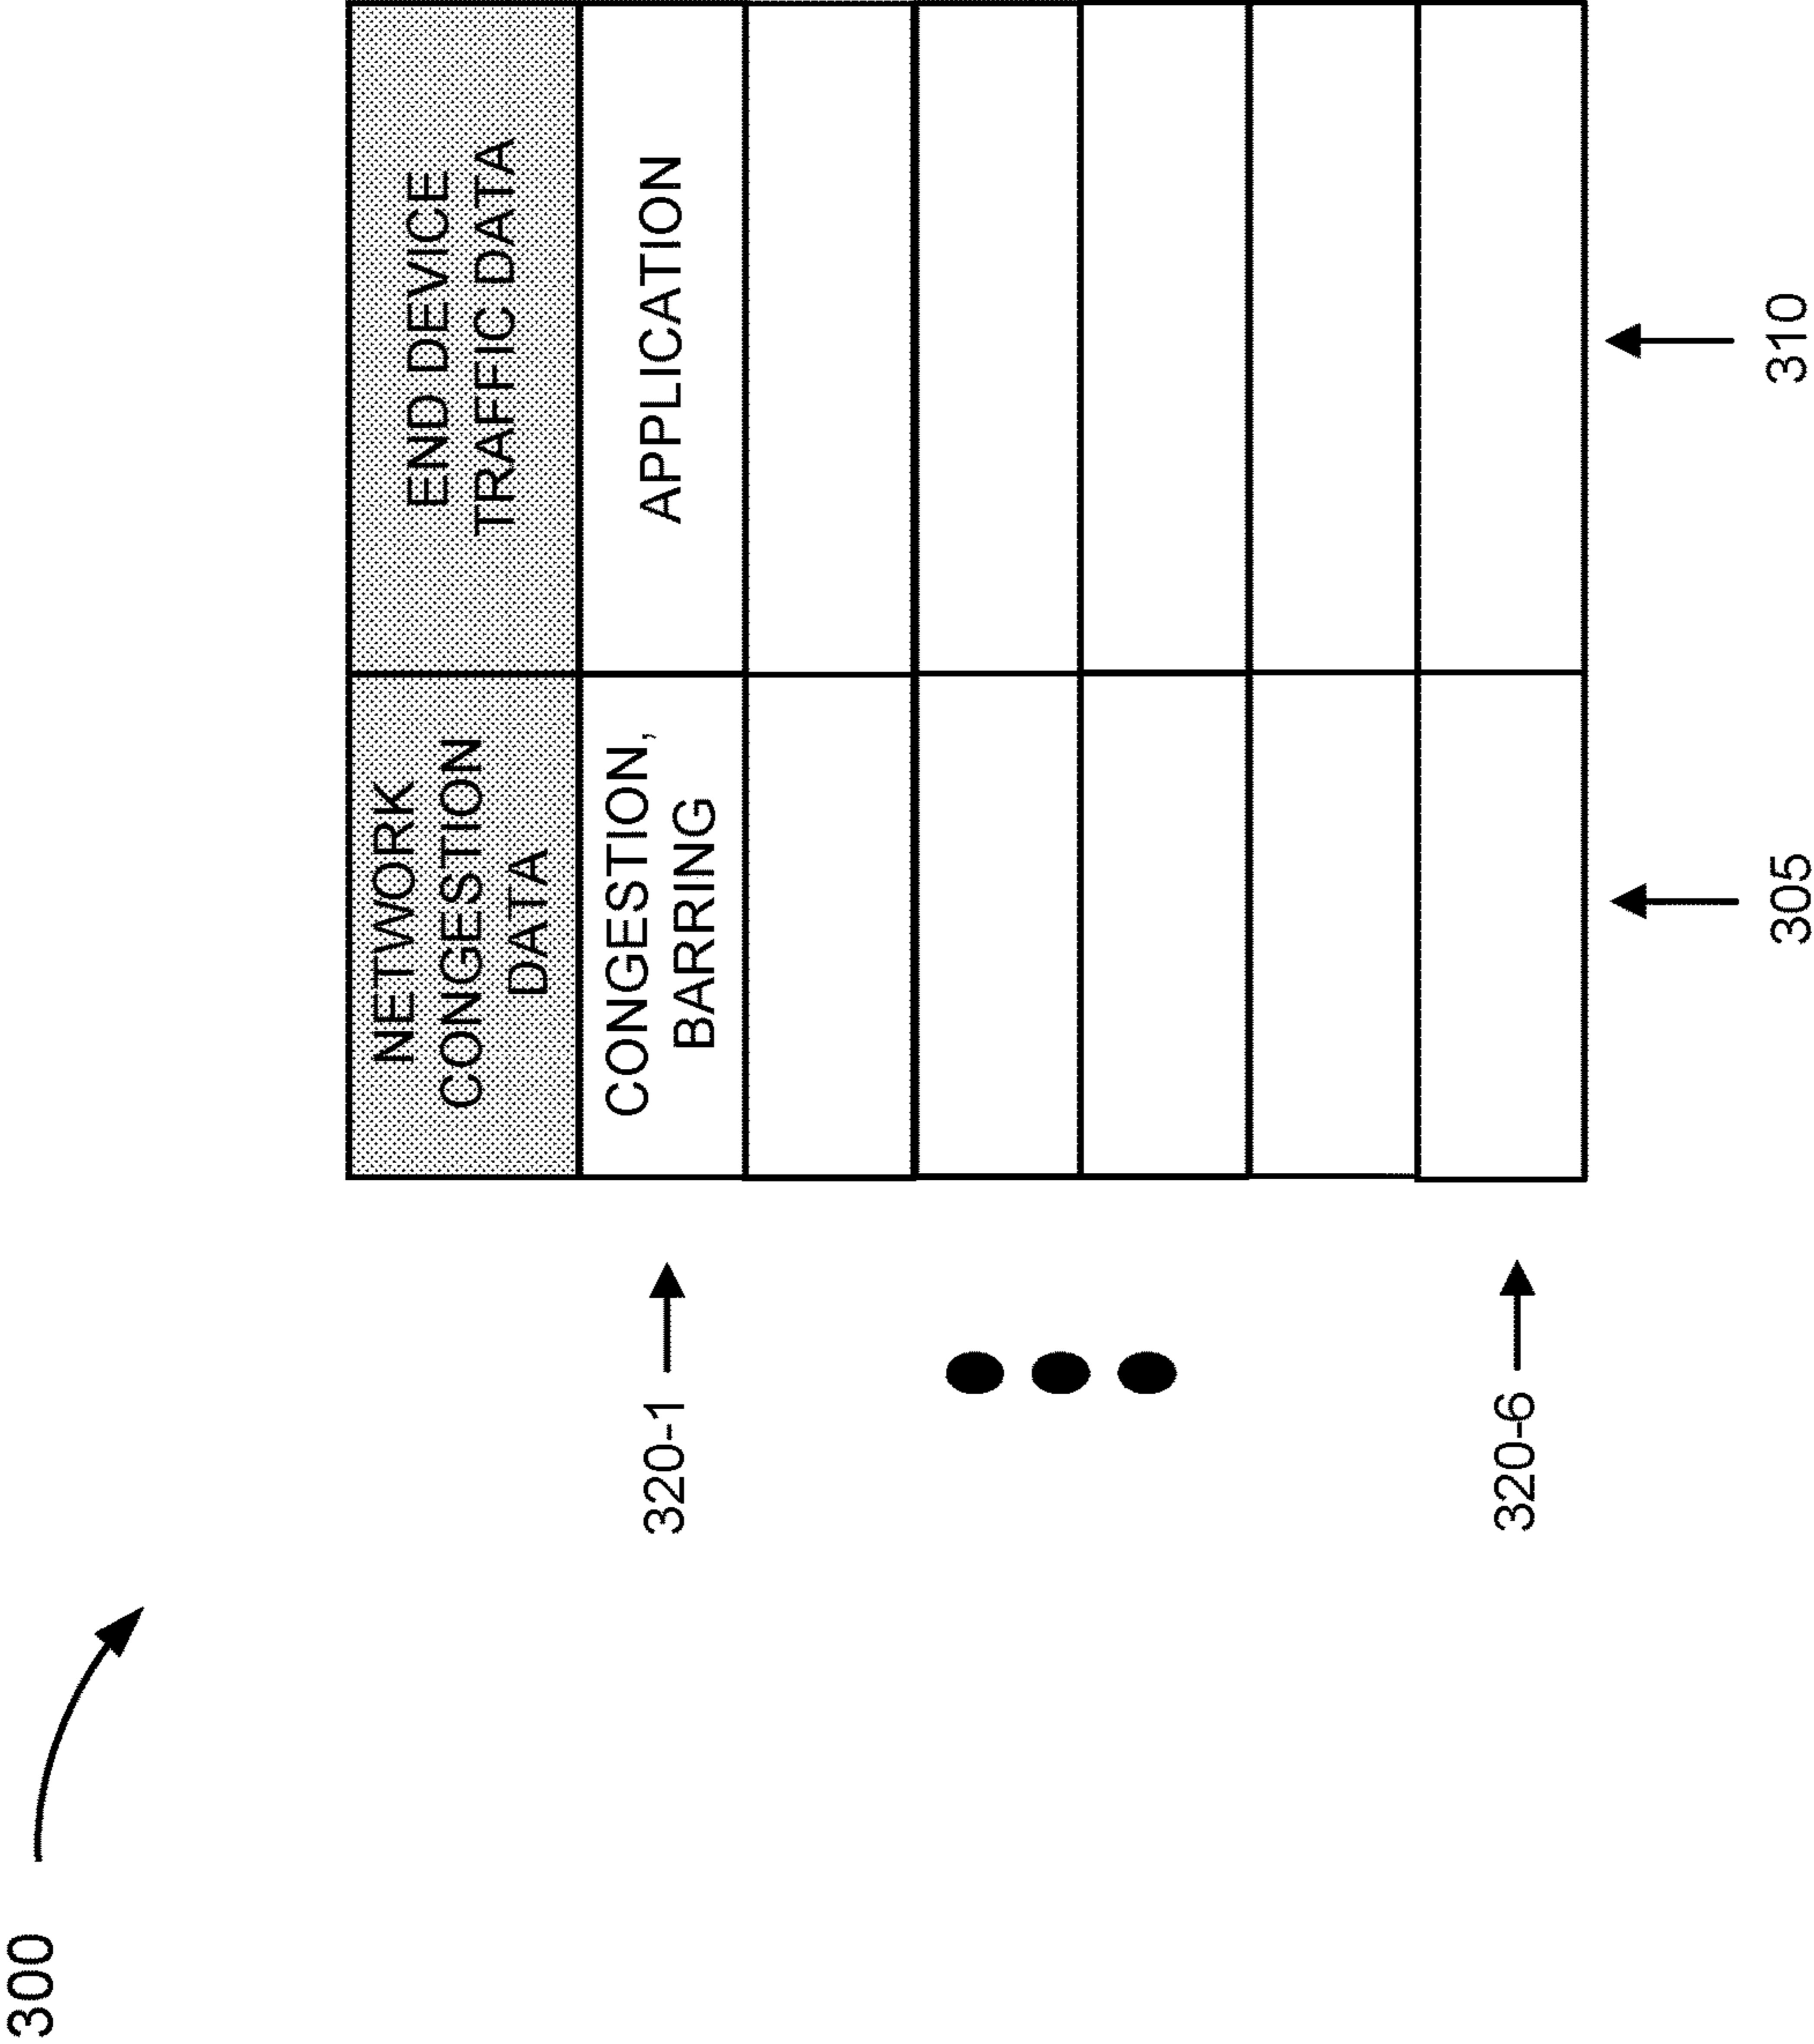 300
NETWORK
CONGESTION
DATA
END DEVICE
TRAFFIC DATA
320-1
CONGESTION,
BARRING
APPLICATION
320-6
305
310